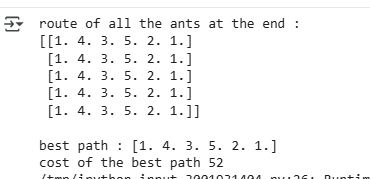 route of all the ants at the end :
[[1. 4. 3. 5. 2. 1.]
 [1. 4. 3. 5. 2. 1.]
 [1. 4. 3. 5. 2. 1.]
 [1. 4. 3. 5. 2. 1.]
 [1. 4. 3. 5. 2. 1.]]

best path : [1. 4. 3. 5. 2. 1.]
cost of the best path 52